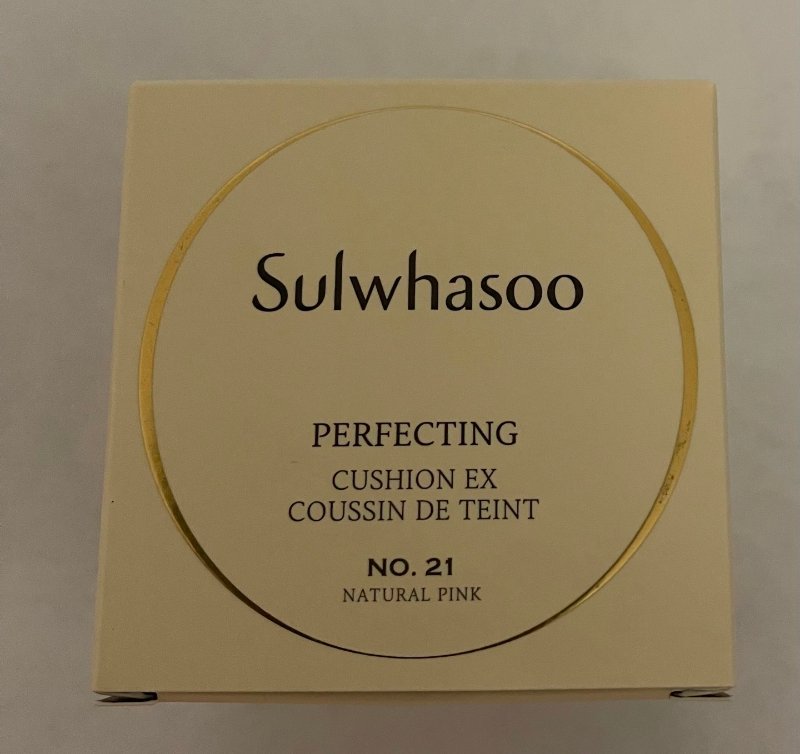 Sulwhasoo
PERFECTING
CUSHION EX
COUSSIN DE TEINT
NO. 21
NATURAL PINK